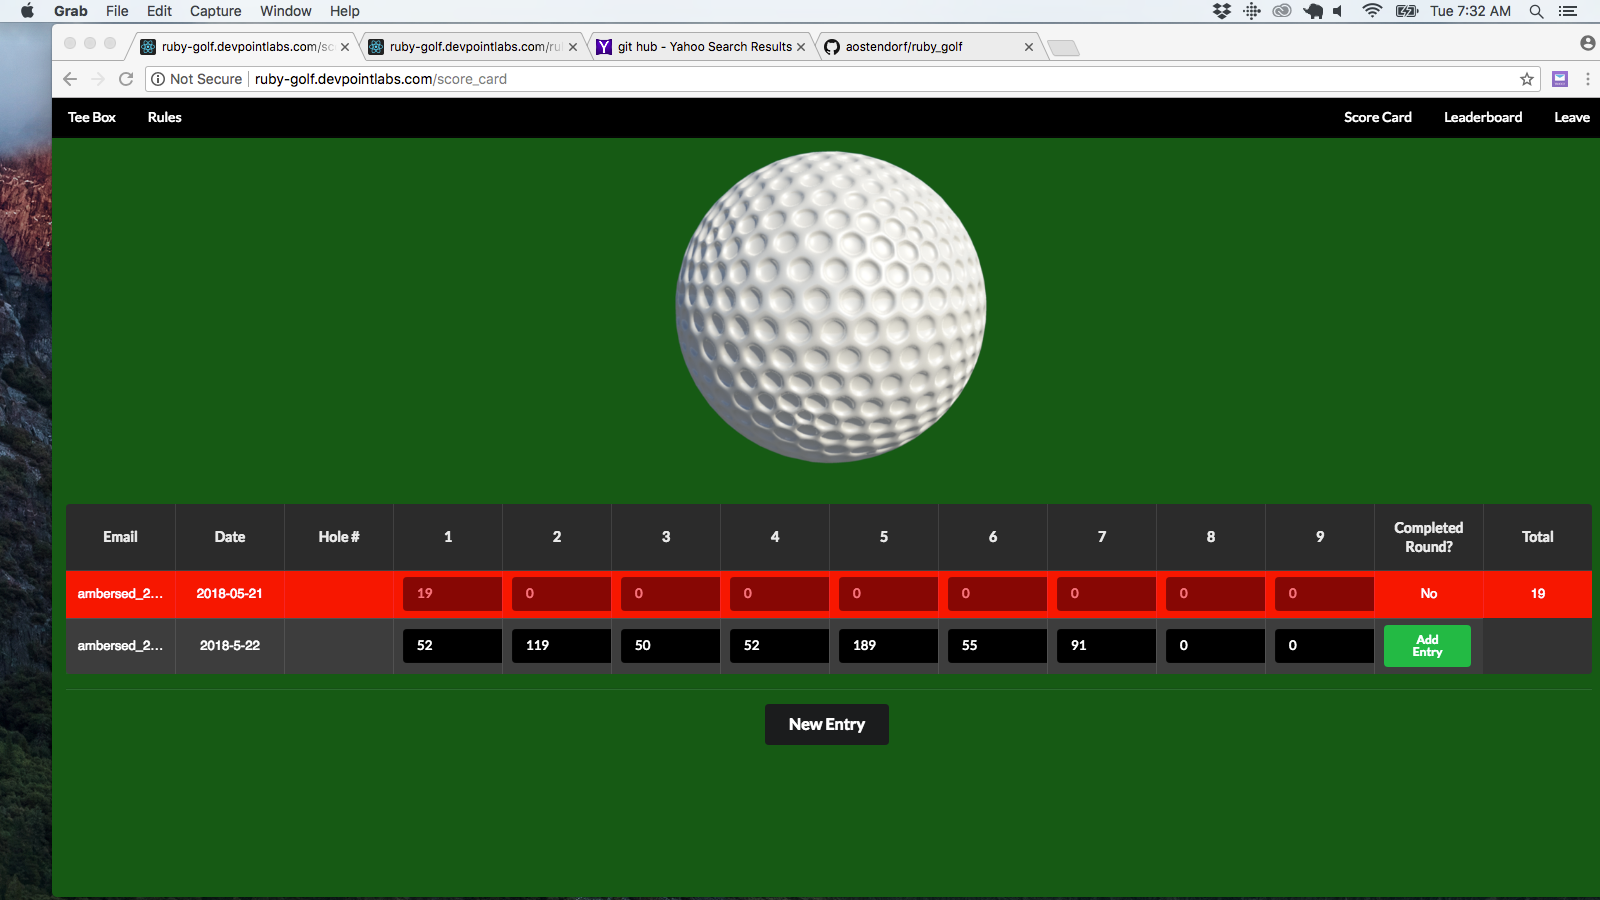 Grab File Edit Capture Window Help Tue 7:32 AM
ruby-golf.devpointlabs.com/sc ruby-golf.devpointlabs.com/ru git hub - Yahoo Search Results aostendorf/ruby_golf
Not Secure ruby-golf.devpointlabs.com/score_card
Tee Box Rules Score Card Leaderboard Leave
Email Date Hole # 1 2 3 4 5 6 7 8 9 Completed Round? Total
ambersed_2... 2018-05-21 19 0 0 0 0 0 0 0 0 No 19
ambersed_2... 2018-5-22 52 119 50 52 189 55 91 0 0 Add Entry
New Entry